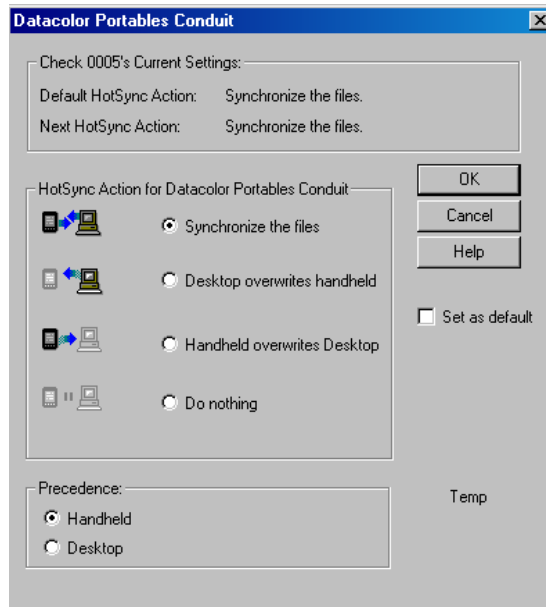 Datacolor Portables Conduit
Check 0005's Current Settings:
Default HotSync Action: Synchronize the files.
Next HotSync Action: Synchronize the files.
HotSync Action for Datacolor Portables Conduit
Synchronize the files
Desktop overwrites handheld
Handheld overwrites Desktop
Do nothing
OK
Cancel
Help
Set as default
Precedence:
Handheld
Desktop
Temp